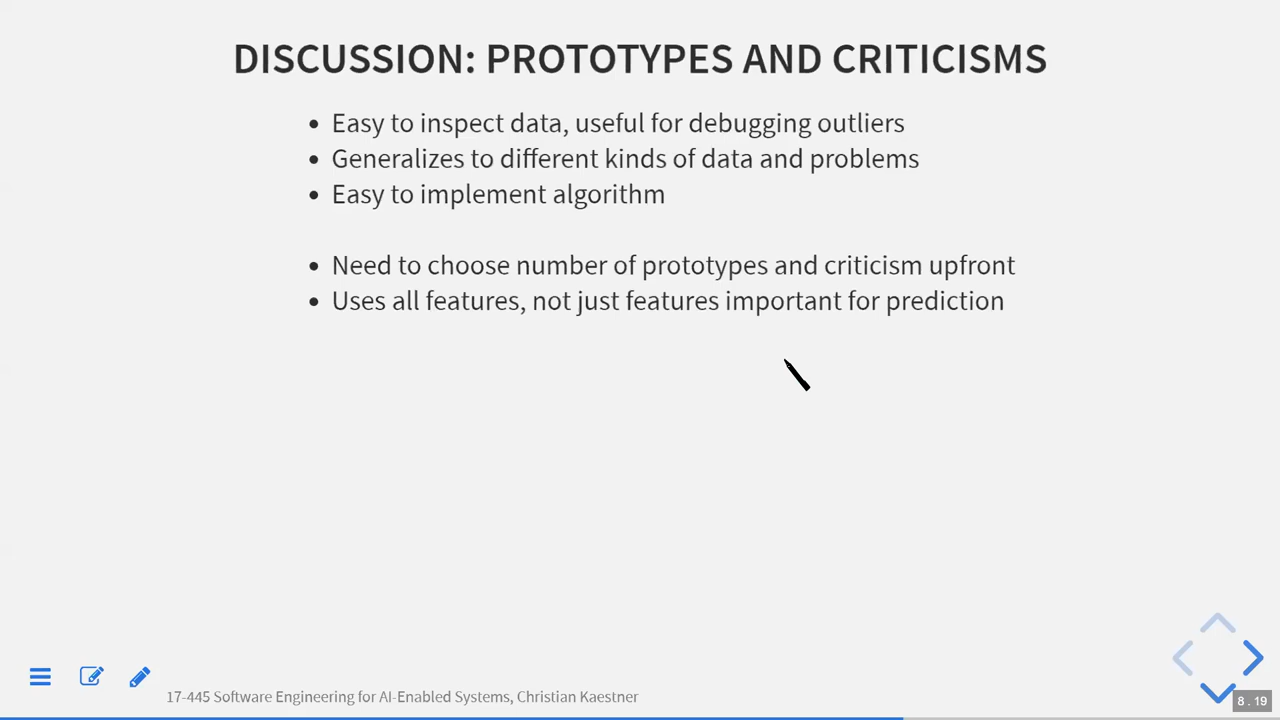 DISCUSSION: PROTOTYPES AND CRITICISMS
• Easy to inspect data, useful for debugging outliers
• Generalizes to different kinds of data and problems
• Easy to implement algorithm
• Need to choose number of prototypes and criticism upfront
• Uses all features, not just features important for prediction
17-445 Software Engineering for AI-Enabled Systems, Christian Kaestner
8 . 19